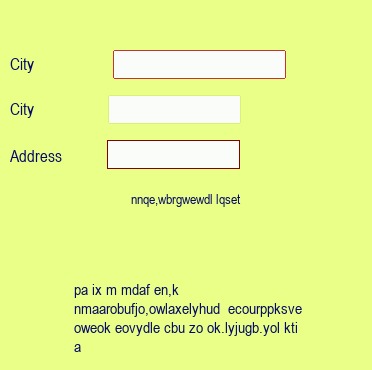 City
City
Address
nnqe,wbrgwewdl lqset
pa ix m mdaf en,k
nmaarobufjo,owlaxelyhud  ecourppksve
oweok eovydle cbu zo ok.lyjugb.yol kti
a